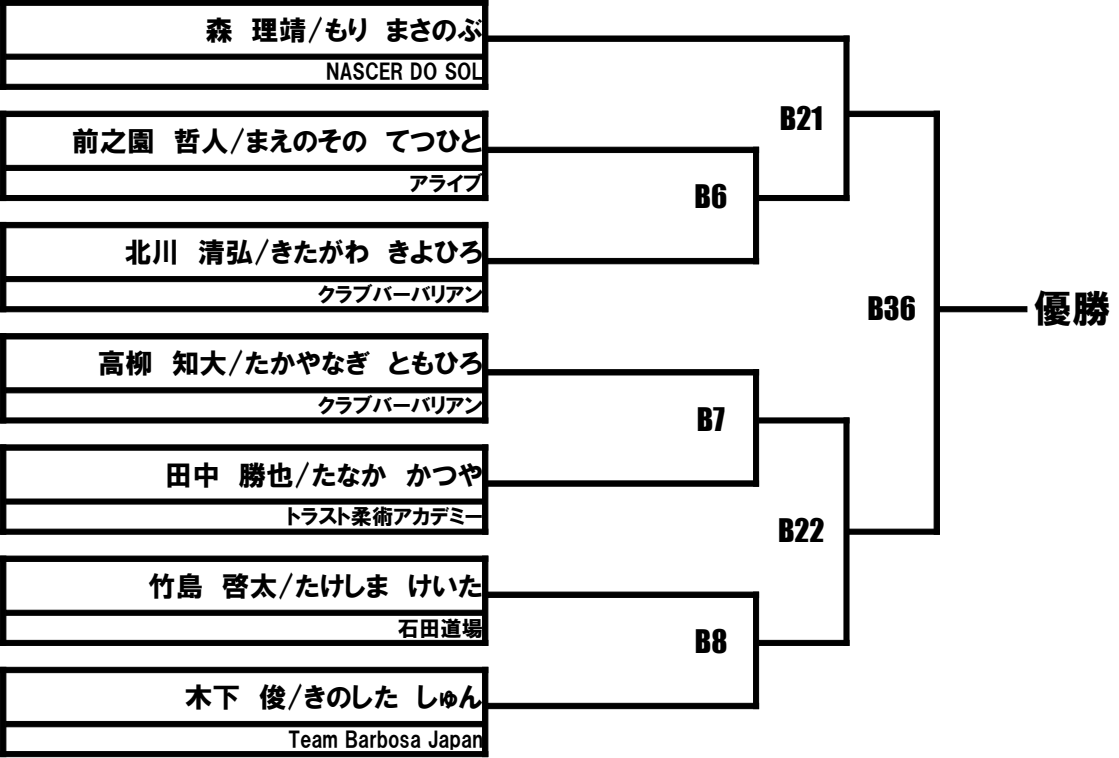 森　理靖/もり　まさのぶ
NASCER DO SOL
前之園　哲人/まえのその　てつひと
アライブ
北川　清弘/きたがわ　きよひろ
クラブバーバリアン
高柳　知大/たかやなぎ　ともひろ
クラブバーバリアン
田中　勝也/たなか　かつや
トラスト柔術アカデミー
竹島　啓太/たけしま　けいた
石田道場
木下　俊/きのした　しゅん
Team Barbosa Japan
B6
B7
B8
B21
B22
B36
優勝